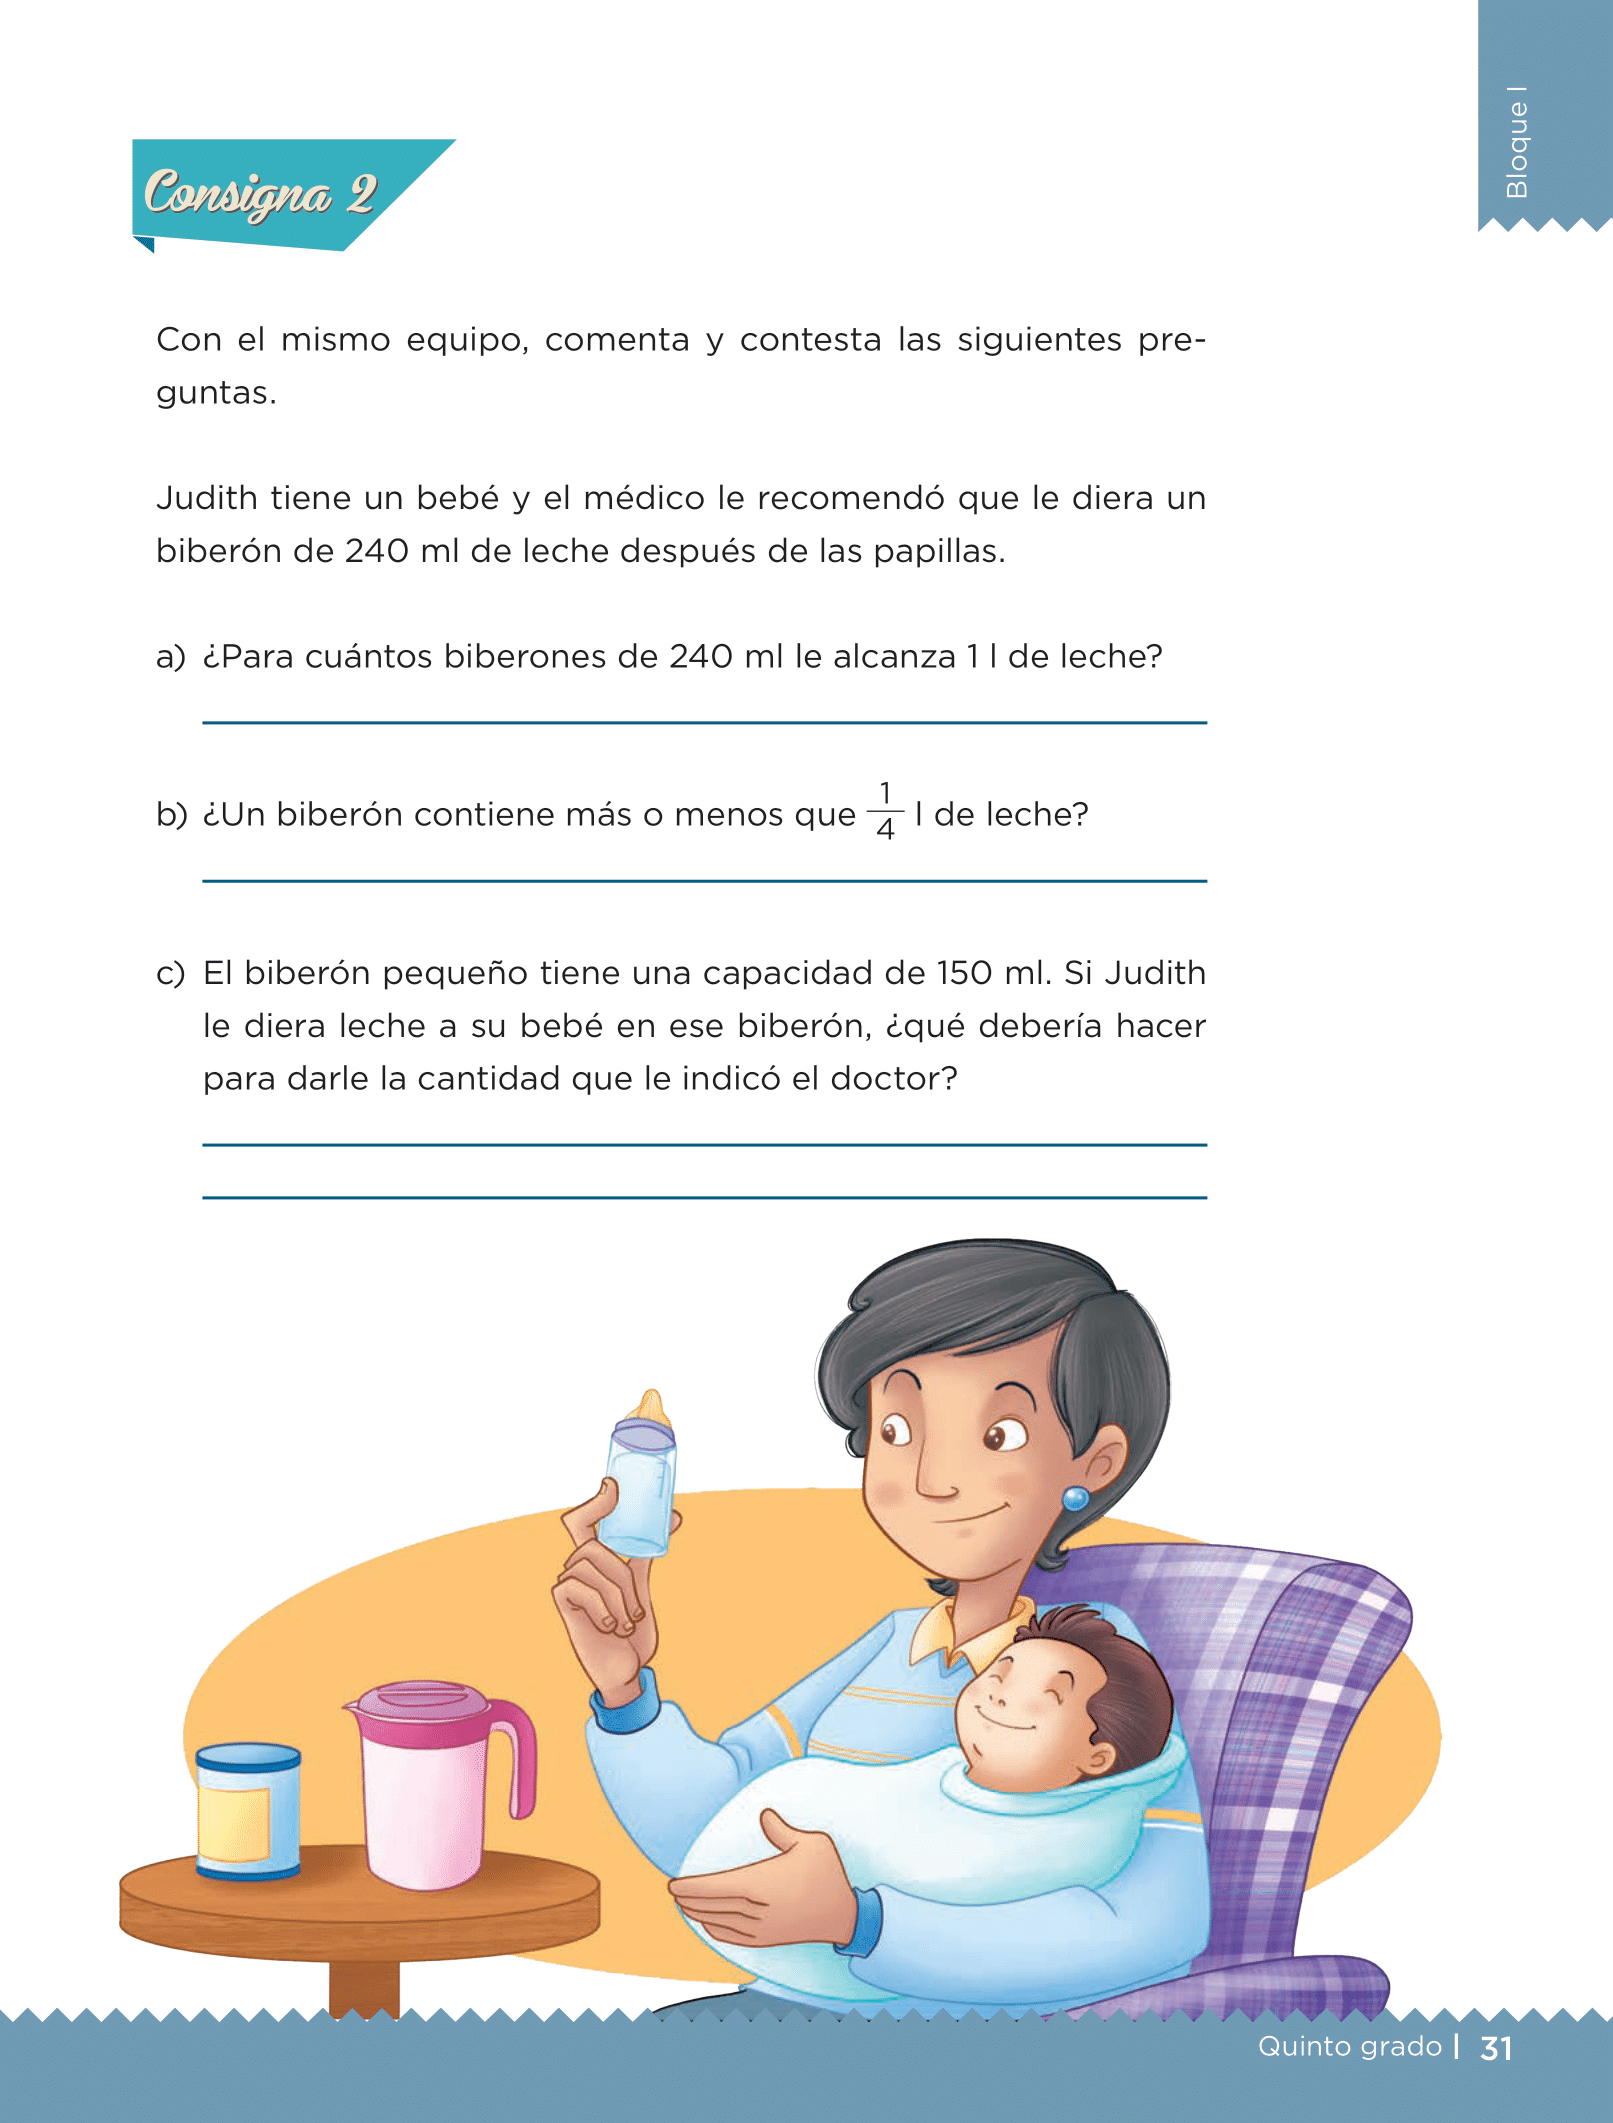 Bloque I
Consigna 2
Con el mismo equipo, comenta y contesta las siguientes pre-
guntas.
Judith tiene un bebé y el médico le recomendó que le diera un
biberón de 240 ml de leche después de las papillas.
a) ¿Para cuántos biberones de 240 ml le alcanza 1 l de leche?
b) ¿Un biberón contiene más o menos que 1/4 l de leche?
c) El biberón pequeño tiene una capacidad de 150 ml. Si Judith
le diera leche a su bebé en ese biberón, ¿qué debería hacer
para darle la cantidad que le indicó el doctor?
Quinto grado | 31